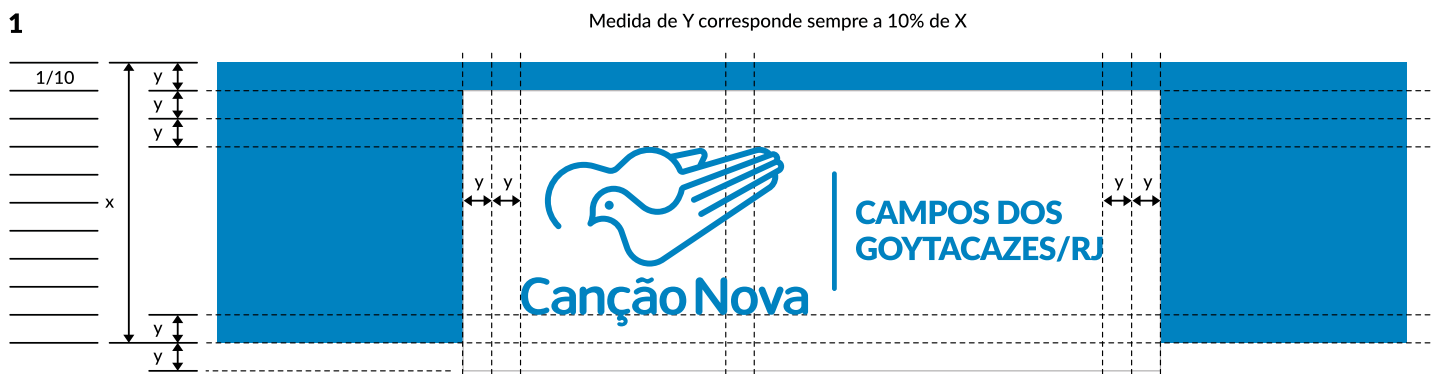 1
Medida de Y corresponde sempre a 10% de X
1/10
y
y
y
x
y
y
y
y
y
y
CAMPOS DOS
GOYTACAZES/RJ
Canção Nova